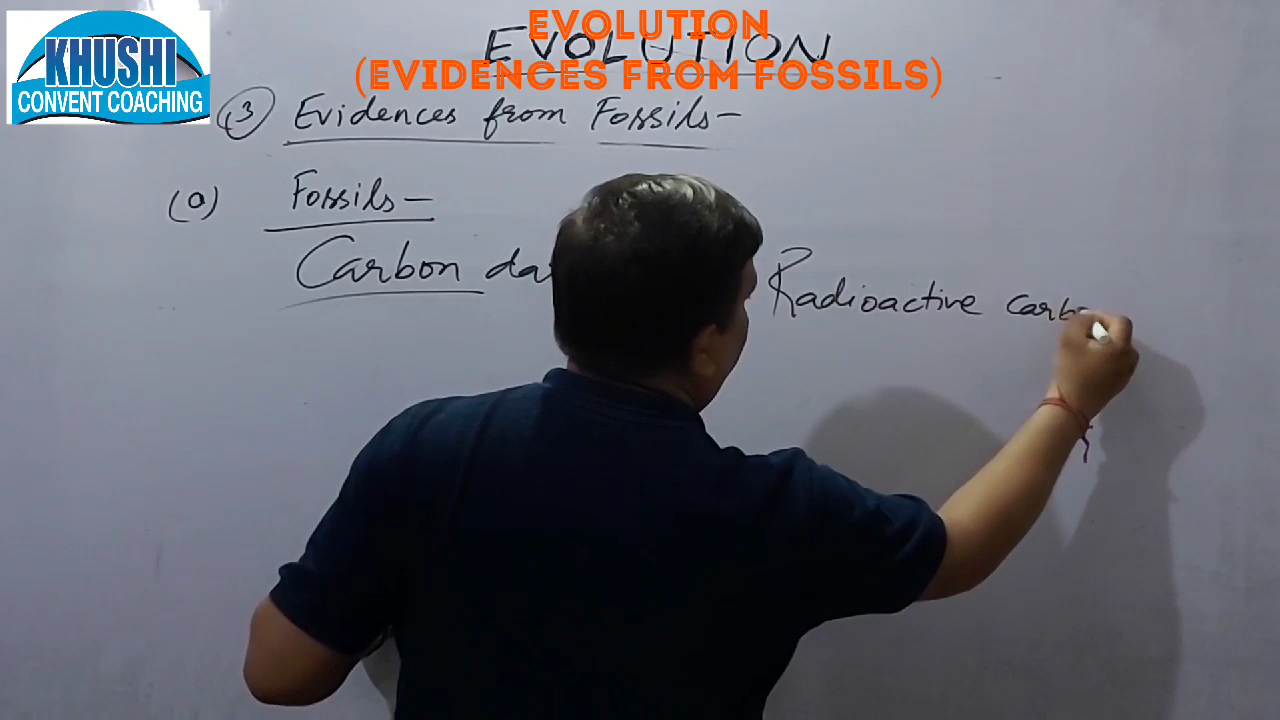 KHUSHI
CONVENT COACHING
EVOLUTION
(EVIDENCES FROM FOSSILS)
EVOLUTION
3 Evidences from Fossils-
(a) Fossils-
Carbon
Radioactive